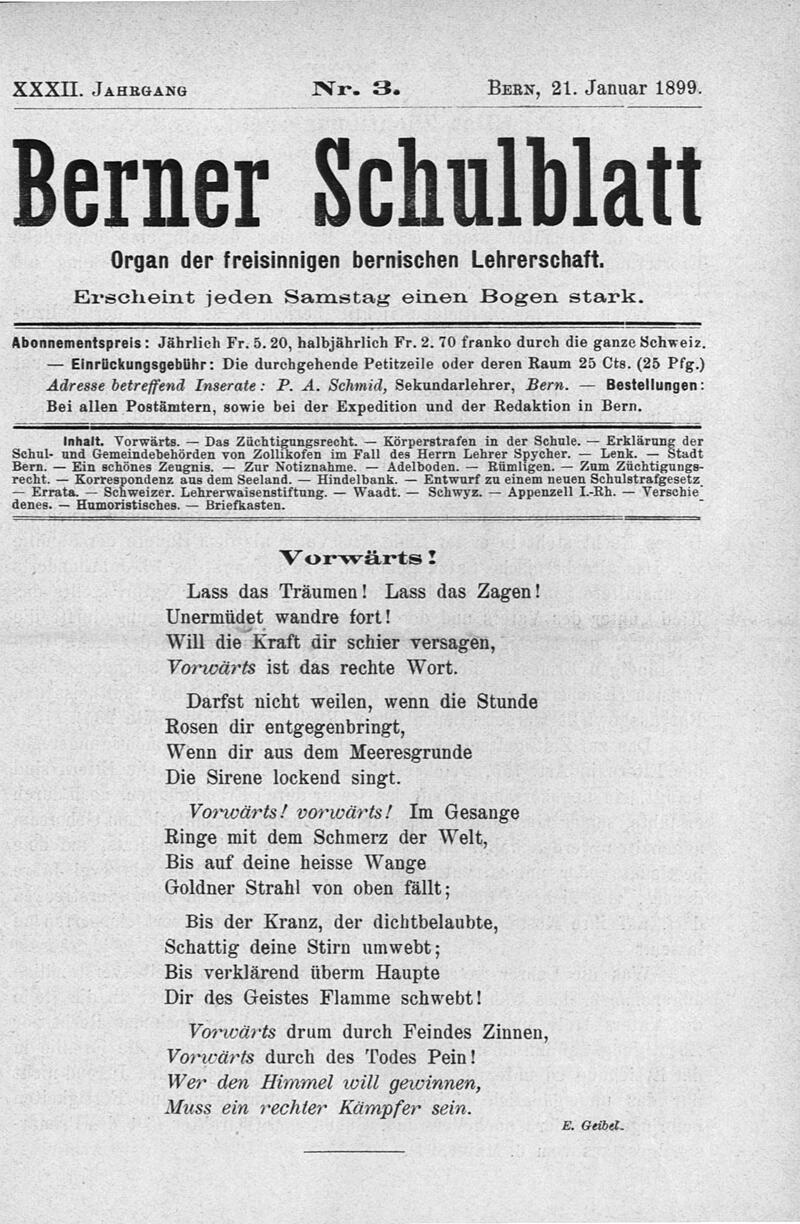 XXXII. Jahrgang Nr. 3. Bern, 21. Januar 1899.
Berner Schulblatt
Organ der freisinnigen bernischen Lehrerschaft.
Erscheint jeden Samstag einen Bogen stark.
Abonnementspreis: Jährlich Fr. 5. 20, halbjährlich Fr. 2. 70 franko durch die ganze Schweiz.
— Einrückungsgebühr: Die durchgehende Petitzeile oder deren Raum 25 Cts. (25 Pfg.)
Adresse betreffend Inserate: P. A. Schmid, Sekundarlehrer, Bern. — Bestellungen:
Bei allen Postämtern, sowie bei der Expedition und der Redaktion in Bern.
Inhalt. Vorwärts. — Das Züchtigungsrecht. — Körperstrafen in der Schule. — Erklärung der
Schul- und Gemeindebehörden von Zollikofen im Fall des Herrn Lehrer Spycher. — Lenk. — Stadt
Bern. — Ein schönes Zeugnis. — Zur Notiznahme. — Adelboden. — Rümligen. — Zum Züchtigungs-
recht. — Korrespondenz aus dem Seeland. — Hindelbank. — Entwurf zu einem neuen Schulstrafgesetz
— Errata. — Schweizer. Lehrerwaisenstiftung. — Waadt. — Schwyz. — Appenzell I.-Rh. — Verschie-
denes. — Humoristisches. — Briefkasten.
Vorwärts!
Lass das Träumen! Lass das Zagen!
Unermüdet wandre fort!
Will die Kraft dir schier versagen,
Vorwärts ist das rechte Wort.
Darfst nicht weilen, wenn die Stunde
Rosen dir entgegenbringt,
Wenn dir aus dem Meeresgrunde
Die Sirene lockend singt.
Vorwärts! vorwärts! Im Gesange
Ringe mit dem Schmerz der Welt,
Bis auf deine heisse Wange
Goldner Strahl von oben fällt;
Bis der Kranz, der dichtbelaubte,
Schattig deine Stirn umwebt;
Bis verklärend überm Haupte
Dir des Geistes Flamme schwebt!
Vorwärts drum durch Feindes Zinnen,
Vorwärts durch des Todes Pein!
Wer den Himmel will gewinnen,
Muss ein rechter Kämpfer sein.
E. Geibel.